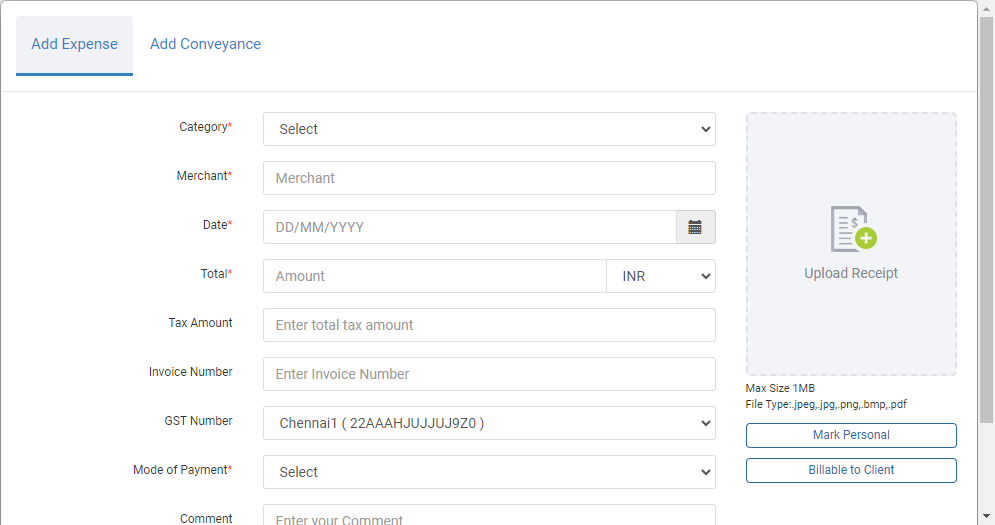 Add Expense
Add Conveyance
Category*
Select
Merchant*
Merchant
Date*
DD/MM/YYYY
Total*
Amount
INR
Tax Amount
Enter total tax amount
Invoice Number
Enter Invoice Number
GST Number
Chennai1 ( 22AAAHJUJJUJ9Z0 )
Mode of Payment*
Select
Comment
Enter your Comment
$
Upload Receipt
Max Size 1MB
File Type:.jpeg,.jpg,.png,.bmp,.pdf
Mark Personal
Billable to Client